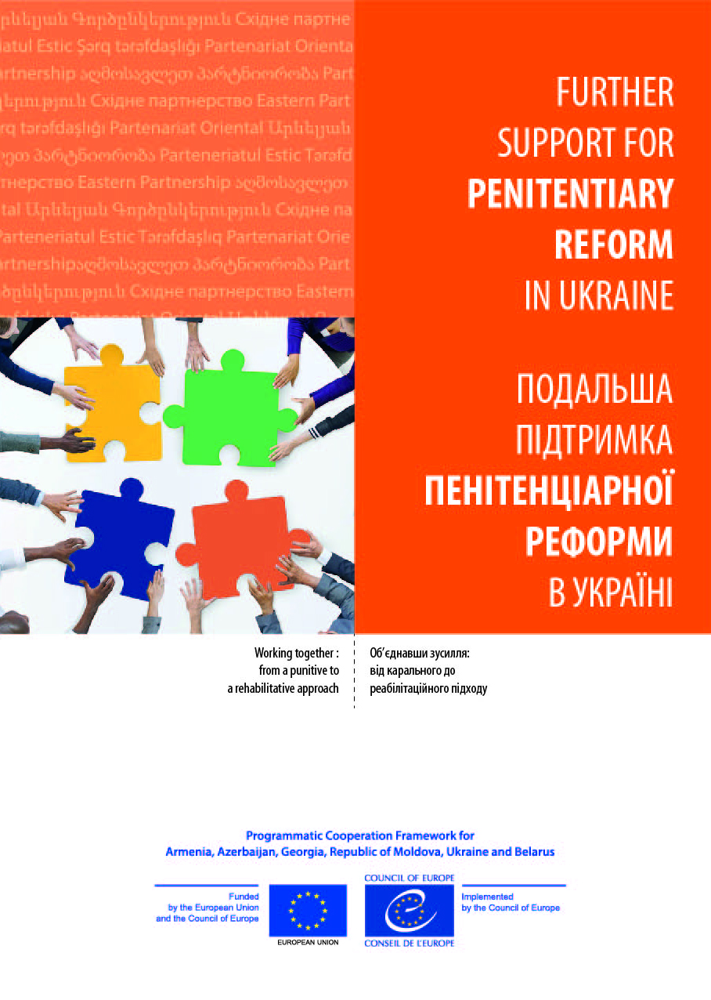 րևելյան Գործընկերություն Східне партне
iatul Estic Şərq tərəfdaşlığı Partenariat Orienta
artnership აღმოსავლეთ პარტნიორობა Part
կերություն Східне партнерство Eastern Part
rq tərəfdaşlığı Partenariat Oriental Արևելյան
ლეთ პარტნიორობა Parteneriatul Estic Tərəfd
тнерство Eastern Partnership აღმოსავლეთ
tal Արևելյան Գործընկերություն Східне па
Parteneriatul Estic Tərəfdaşlıq Partenariat Orie
artnershipაღმოსავლეთ პარტნიორობა Part
ծընկերություն Східне партнерство Eastern
FURTHER
SUPPORT FOR
PENITENTIARY
REFORM
IN UKRAINE
ПОДАЛЬША
ПІДТРИМКА
ПЕНІТЕНЦІАРНОЇ
РЕФОРМИ
В УКРАЇНІ
Working together :
from a punitive to
a rehabilitative approach
Об’єднавши зусилля:
від карального до
реабілітаційного підходу
Programmatic Cooperation Framework for
Armenia, Azerbaijan, Georgia, Republic of Moldova, Ukraine and Belarus
Funded
by the European Union
and the Council of Europe
EUROPEAN UNION
COUNCIL OF EUROPE
CONSEIL DE L'EUROPE
Implemented
by the Council of Europe